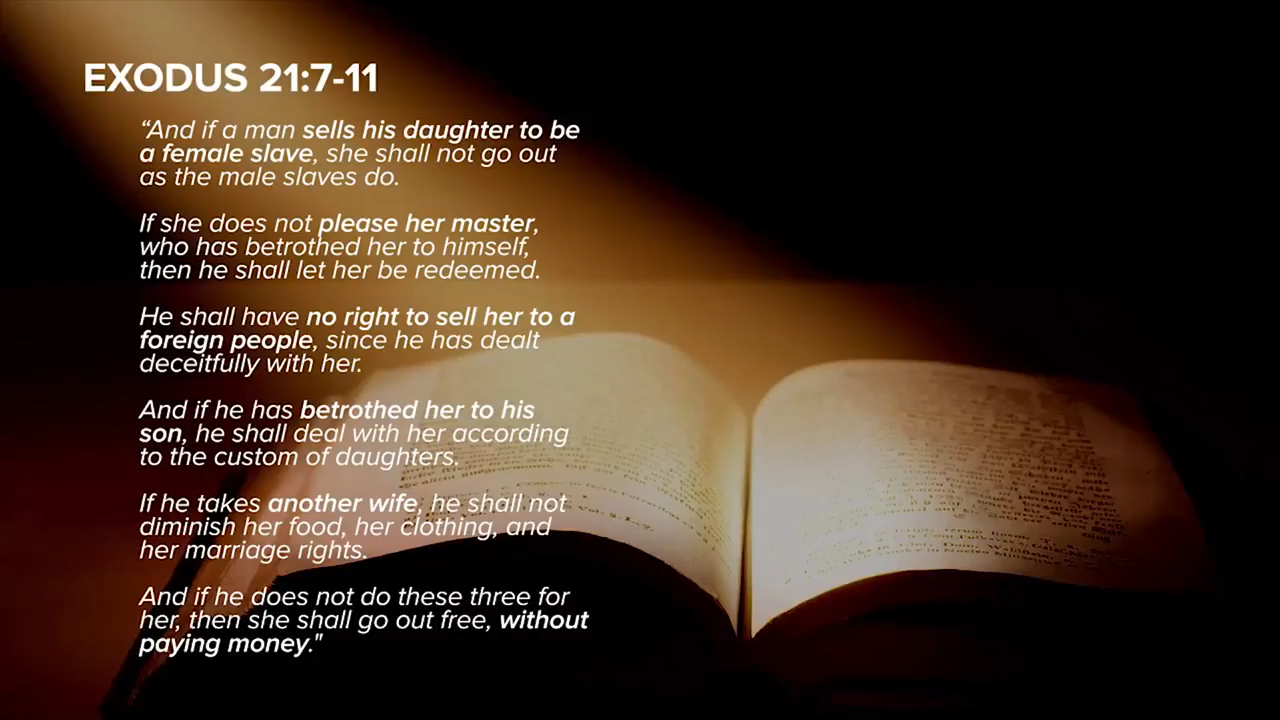 EXODUS 21:7-11
“And if a man sells his daughter to be
a female slave, she shall not go out
as the male slaves do.
If she does not please her master,
who has betrothed her to himself,
then he shall let her be redeemed.
He shall have no right to sell her to a
foreign people, since he has dealt
deceitfully with her.
And if he has betrothed her to his
son, he shall deal with her according
to the custom of daughters.
If he takes another wife, he shall not
diminish her food, her clothing, and
her marriage rights.
And if he does not do these three for
her, then she shall go out free, without
paying money."